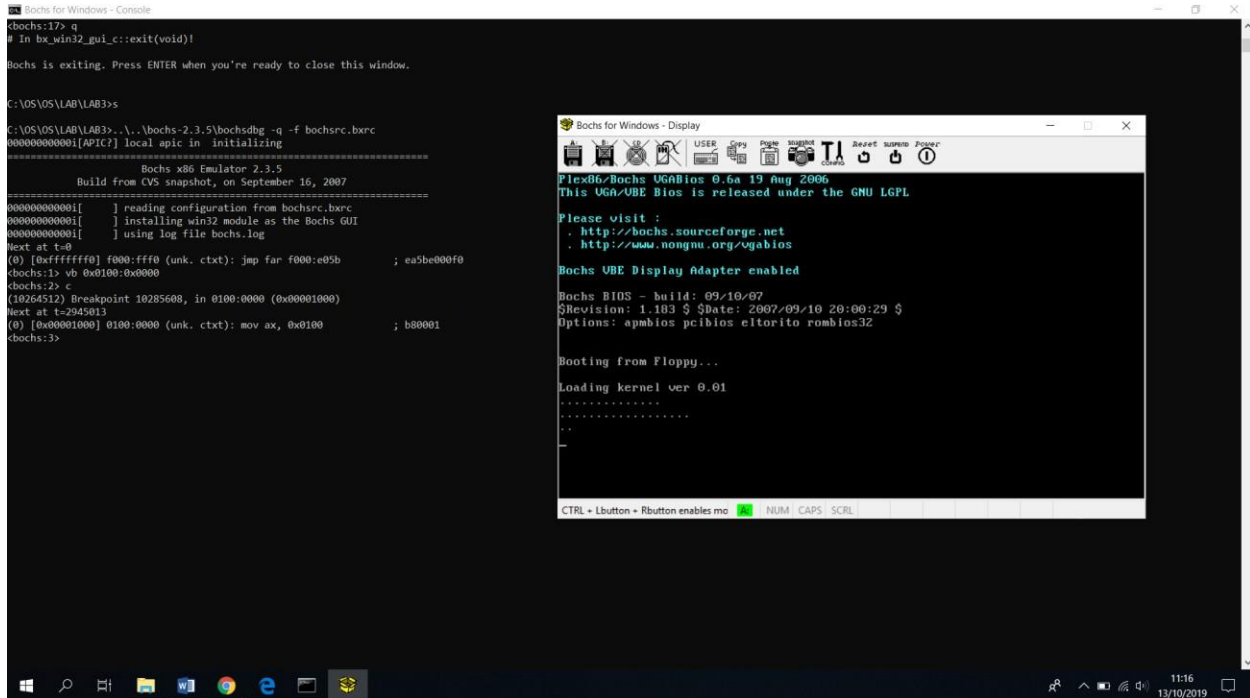 Bochs for Windows - Console
<bochs:17> q
# In bx_win32_gui_c::exit(void)!
Bochs is exiting. Press ENTER when you're ready to close this window.
C:\OS\OS\LAB\LAB3>s
C:\OS\OS\LAB\LAB3>..\..\bochs-2.3.5\bochsdbg -q -f bochsrc.bxrc
00000000000i[APIC?] local apic in  initializing
========================================================================
Bochs x86 Emulator 2.3.5
Build from CVS snapshot, on September 16, 2007
========================================================================
00000000000i[     ] reading configuration from bochsrc.bxrc
00000000000i[     ] installing win32 module as the Bochs GUI
00000000000i[     ] using log file bochs.log
Next at t=0
(0) [0xfffffff0] f000:fff0 (unk. ctxt): jmp far f000:e05b         ; ea5be000f0
<bochs:1> vb 0x0100:0x0000
<bochs:2> c
(10264512) Breakpoint 10285608, in 0100:0000 (0x00001000)
Next at t=2945013
(0) [0x00001000] 0100:0000 (unk. ctxt): mov ax, 0x0100            ; b80001
<bochs:3>
Bochs for Windows - Display
USER Copy Paste snapshot CONFIG Reset SUSPEND Power
Plex86/Bochs VGABios 0.6a 19 Aug 2006
This VGA/VBE Bios is released under the GNU LGPL
Please visit :
. http://bochs.sourceforge.net
. http://www.nongnu.org/vgabios
Bochs VBE Display Adapter enabled
Bochs BIOS - build: 09/10/07
$Revision: 1.183 $ $Date: 2007/09/10 20:00:29 $
Options: apmbios pcibios eltorito rombios32
Booting from Floppy...
Loading kernel ver 0.01
..............
..................
..
CTRL + Lbutton + Rbutton enables mo A: NUM CAPS SCRL
11:16
13/10/2019